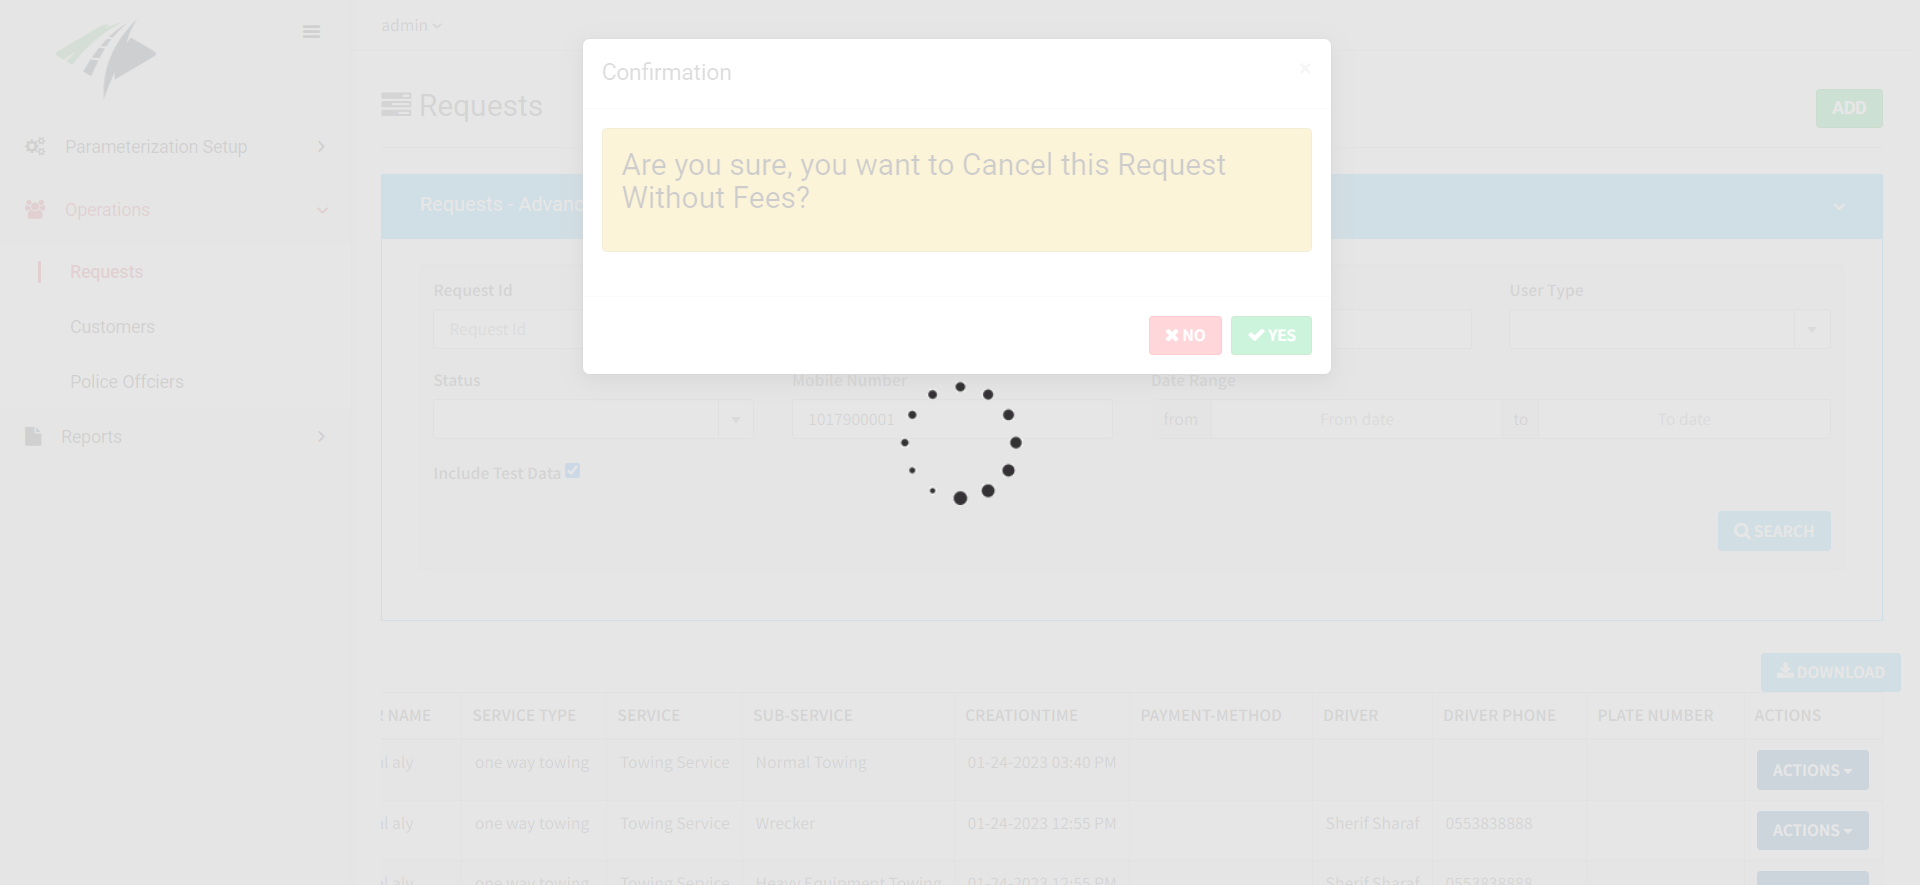 admin
Confirmation
×
Requests
ADD
Parameterization Setup
Are you sure, you want to Cancel this Request
Without Fees?
Operations
Requests - Advanc
Requests
Request Id
User Type
Customers
Request Id
NO
YES
Police Offciers
Status
Mobile Number
Date Range
1017900001
from
From date
to
To date
Reports
Include Test Data
SEARCH
DOWNLOAD
R NAME
SERVICE TYPE
SERVICE
SUB-SERVICE
CREATIONTIME
PAYMENT-METHOD
DRIVER
DRIVER PHONE
PLATE NUMBER
ACTIONS
al aly
one way towing
Towing Service
Normal Towing
01-24-2023 03:40 PM
ACTIONS
al aly
one way towing
Towing Service
Wrecker
01-24-2023 12:55 PM
Sherif Sharaf
0553838888
ACTIONS
al aly
one way towing
Towing Service
Heavy Equipment Towing
01-24-2023 12:55 PM
Sherif Sharaf
0553838888